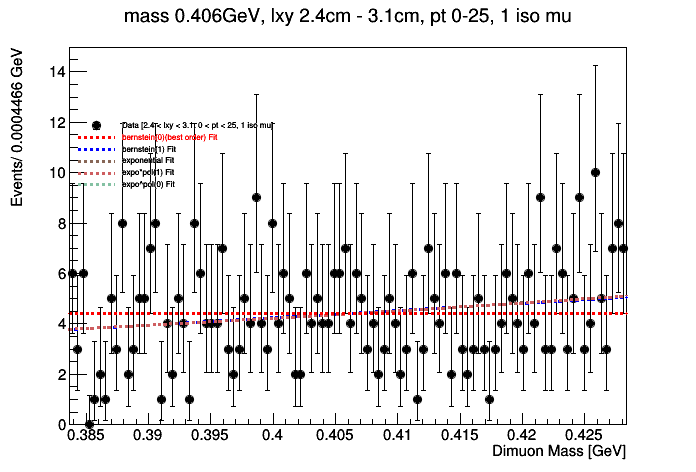 mass 0.406GeV, lxy 2.4cm - 3.1cm, pt 0-25, 1 iso mu
Events/ 0.0004466 GeV
14
12
10
8
6
4
2
0
Data [2.4 < lxy < 3.1, 0 < pt < 25, 1 iso mu]
bernstein(0)(best order) Fit
bernstein(1) Fit
exponential Fit
expo*pol(1) Fit
expo*pol(0) Fit
0.385 0.39 0.395 0.4 0.405 0.41 0.415 0.42 0.425
Dimuon Mass [GeV]